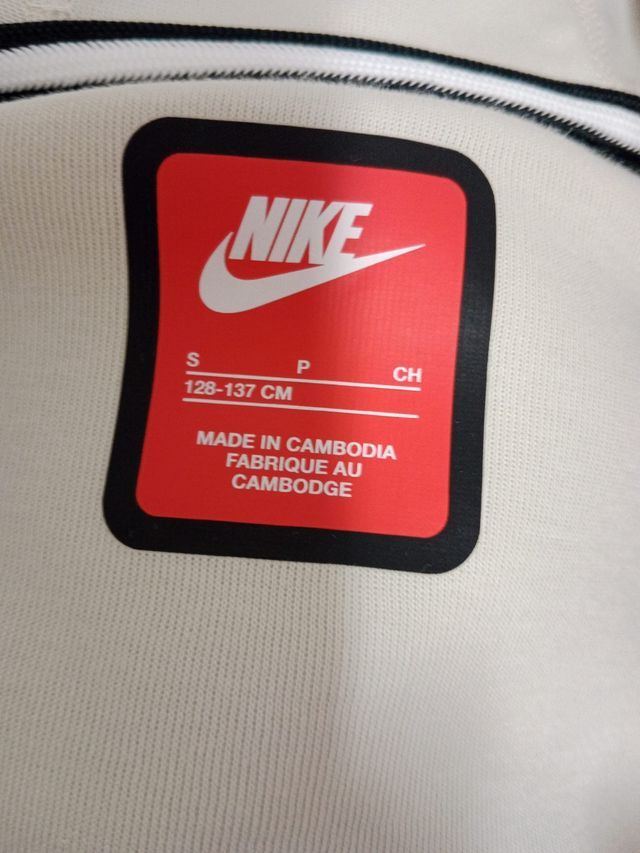 NIKE
S P CH
128-137 CM
MADE IN CAMBODIA
FABRIQUE AU
CAMBODGE